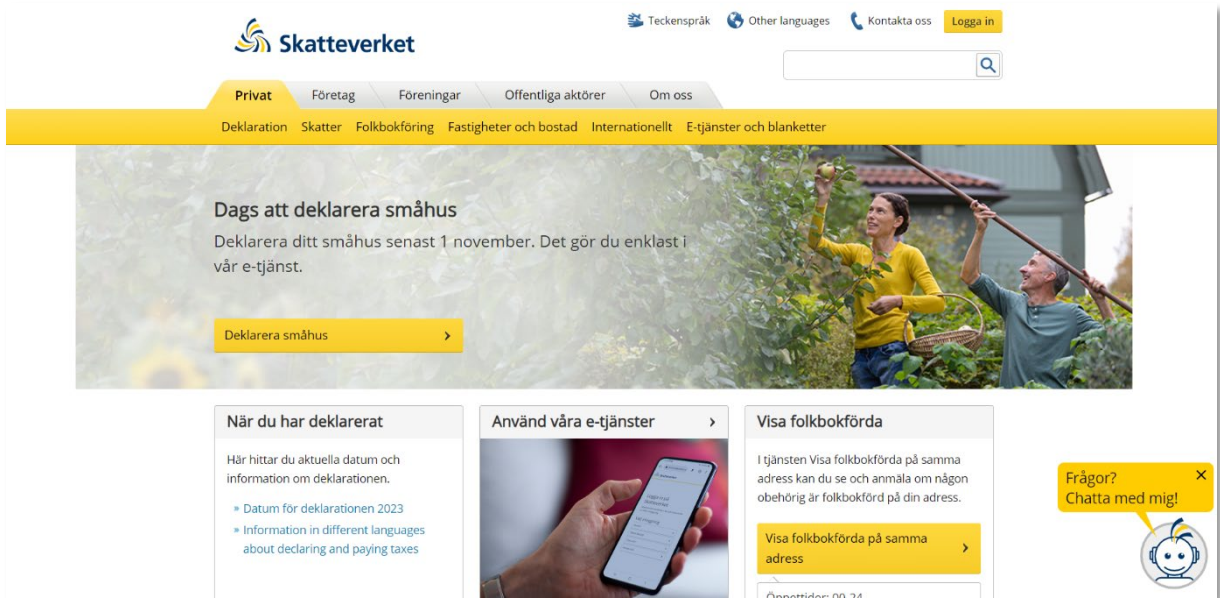 Teckenspråk Other languages Kontakta oss Logga in
Skatteverket
Privat Företag Föreningar Offentliga aktörer Om oss
Deklaration Skatter Folkbokföring Fastigheter och bostad Internationellt E-tjänster och blanketter
Dags att deklarera småhus
Deklarera ditt småhus senast 1 november. Det gör du enklast i
vår e-tjänst.
Deklarera småhus
När du har deklarerat
Här hittar du aktuella datum och
information om deklarationen.
» Datum för deklarationen 2023
» Information in different languages
about declaring and paying taxes
Använd våra e-tjänster
Visa folkbokförda
I tjänsten Visa folkbokförda på samma
adress kan du se och anmäla om någon
obehörig är folkbokförd på din adress.
Visa folkbokförda på samma
adress
Öppettider: 00-24
Frågor?
Chatta med mig!